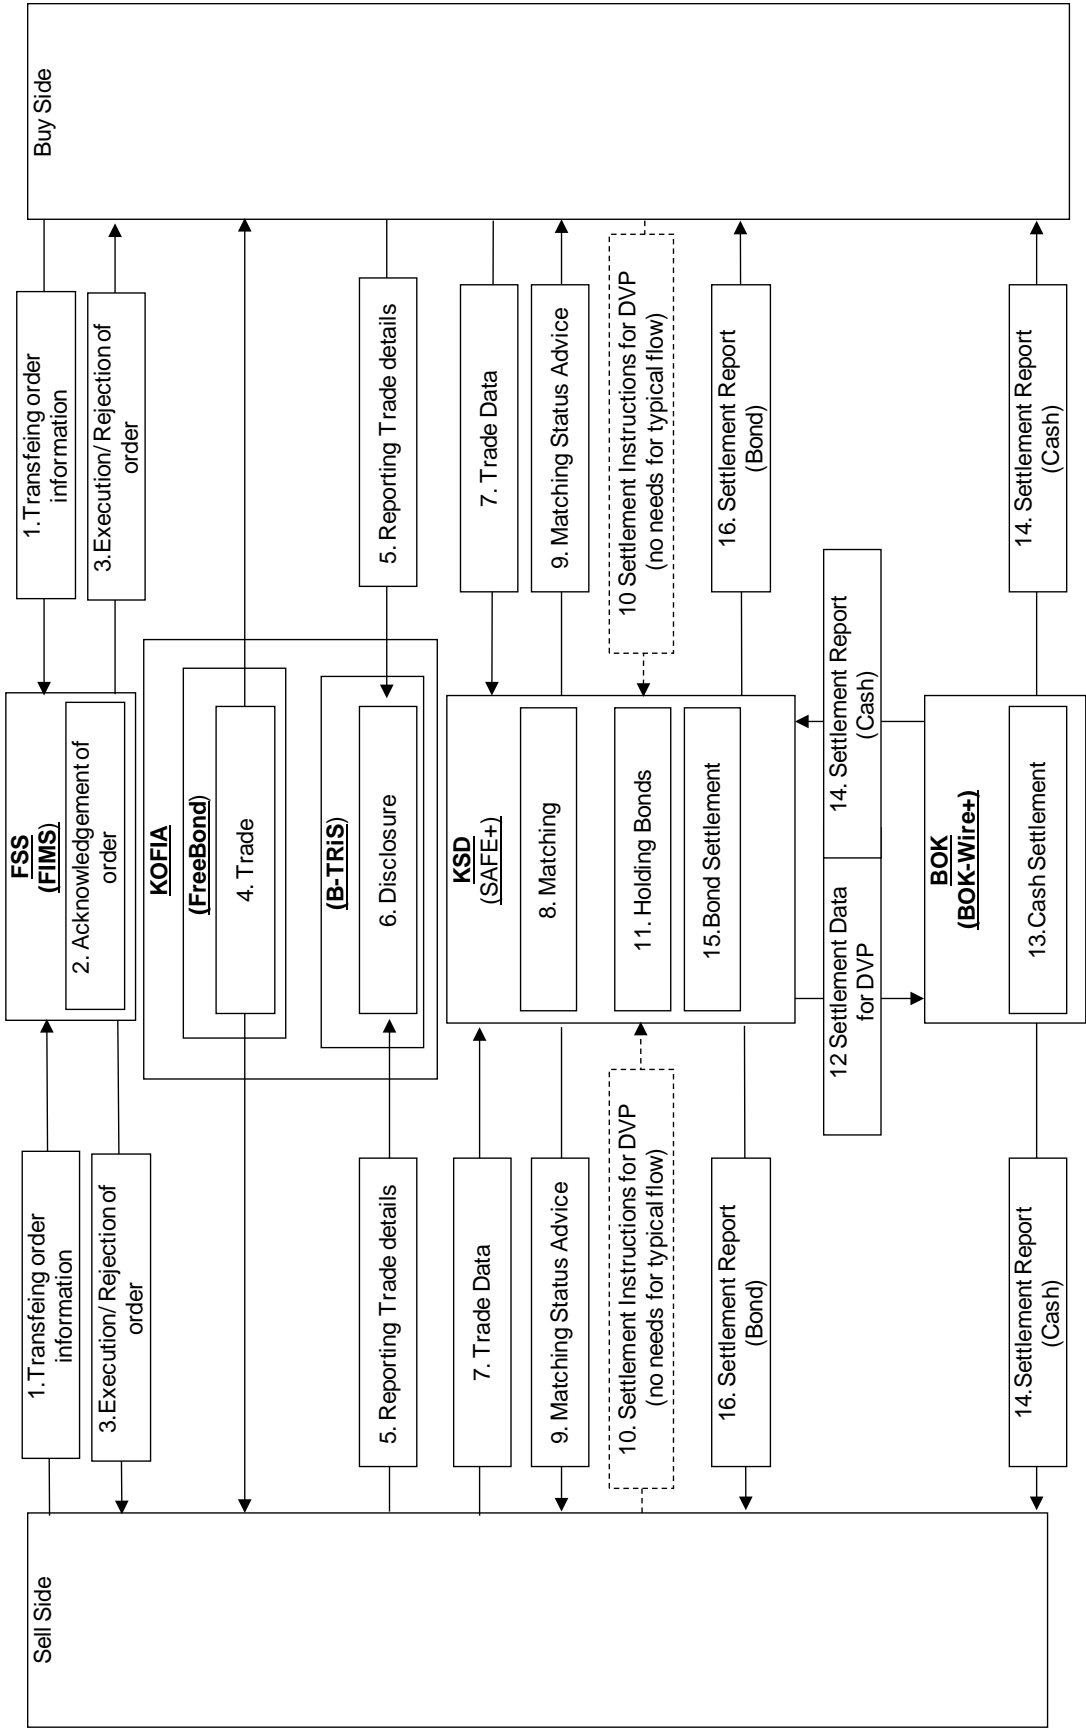 Sell Side
Buy Side
1.Transfeing order
information
FSS
(FIMS)
2. Acknowledgement of
order
1.Transfeing order
information
3.Execution/ Rejection of
order
3.Execution/ Rejection of
order
KOFIA
(FreeBond)
4. Trade
(B-TRiS)
5. Reporting Trade details
6. Disclosure
5. Reporting Trade details
KSD
(SAFE+)
7. Trade Data
7. Trade Data
8. Matching
9. Matching Status Advice
9. Matching Status Advice
10. Settlement Instructions for DVP
(no needs for typical flow)
11. Holding Bonds
10 Settlement Instructions for DVP
(no needs for typical flow)
16. Settlement Report
(Bond)
15.Bond Settlement
16. Settlement Report
(Bond)
12 Settlement Data
for DVP
14. Settlement Report
(Cash)
BOK
(BOK-Wire+)
14.Settlement Report
(Cash)
13.Cash Settlement
14. Settlement Report
(Cash)